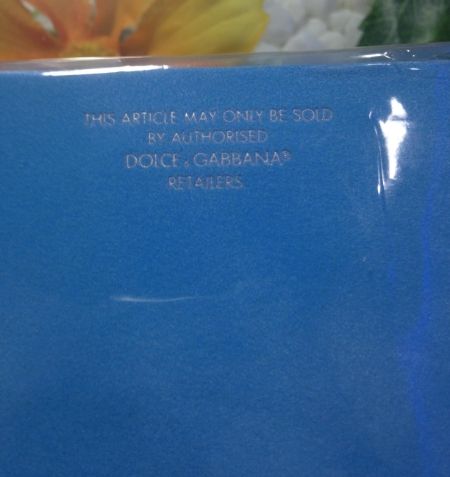 THIS ARTICLE MAY ONLY BE SOLD
BY AUTHORISED
DOLCE & GABBANA®
RETAILERS